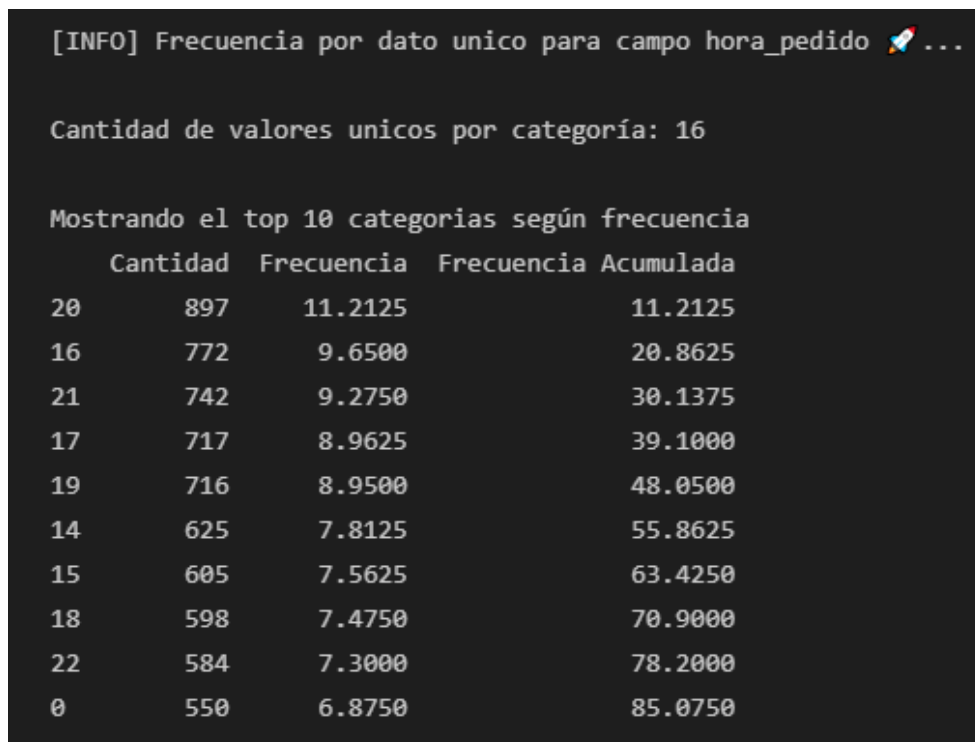 [INFO] Frecuencia por dato unico para campo hora_pedido 🚀...
Cantidad de valores unicos por categoría: 16
Mostrando el top 10 categorias según frecuencia
Cantidad Frecuencia Frecuencia Acumulada
20 897 11.2125 11.2125
16 772 9.6500 20.8625
21 742 9.2750 30.1375
17 717 8.9625 39.1000
19 716 8.9500 48.0500
14 625 7.8125 55.8625
15 605 7.5625 63.4250
18 598 7.4750 70.9000
22 584 7.3000 78.2000
0 550 6.8750 85.0750